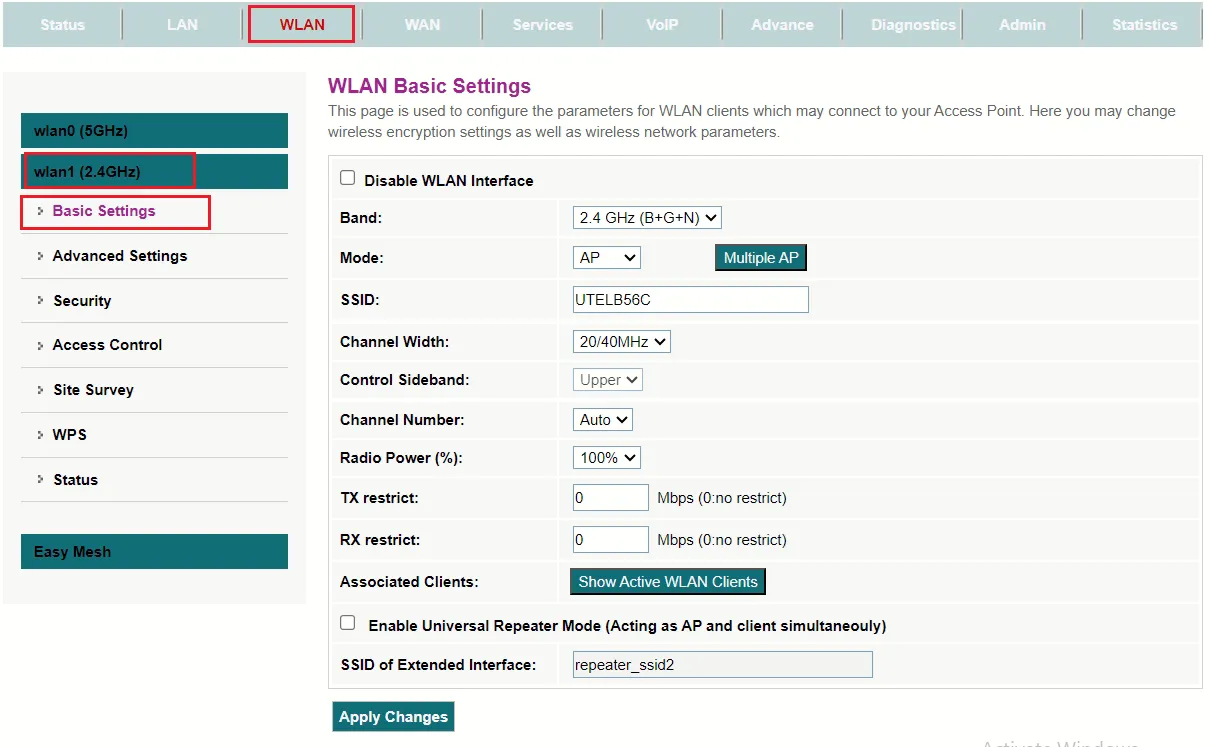 Status LAN WLAN WAN Services VoIP Advance Diagnostics Admin Statistics
wlan0 (5GHz)
wlan1 (2.4GHz)
Basic Settings
Advanced Settings
Security
Access Control
Site Survey
WPS
Status
Easy Mesh
WLAN Basic Settings
This page is used to configure the parameters for WLAN clients which may connect to your Access Point. Here you may change
wireless encryption settings as well as wireless network parameters.
Disable WLAN Interface
Band: 2.4 GHz (B+G+N)
Mode: AP Multiple AP
SSID: UTELB56C
Channel Width: 20/40MHz
Control Sideband: Upper
Channel Number: Auto
Radio Power (%): 100%
TX restrict: 0 Mbps (0:no restrict)
RX restrict: 0 Mbps (0:no restrict)
Associated Clients: Show Active WLAN Clients
Enable Universal Repeater Mode (Acting as AP and client simultaneouly)
SSID of Extended Interface: repeater_ssid2
Apply Changes
Activate Windows